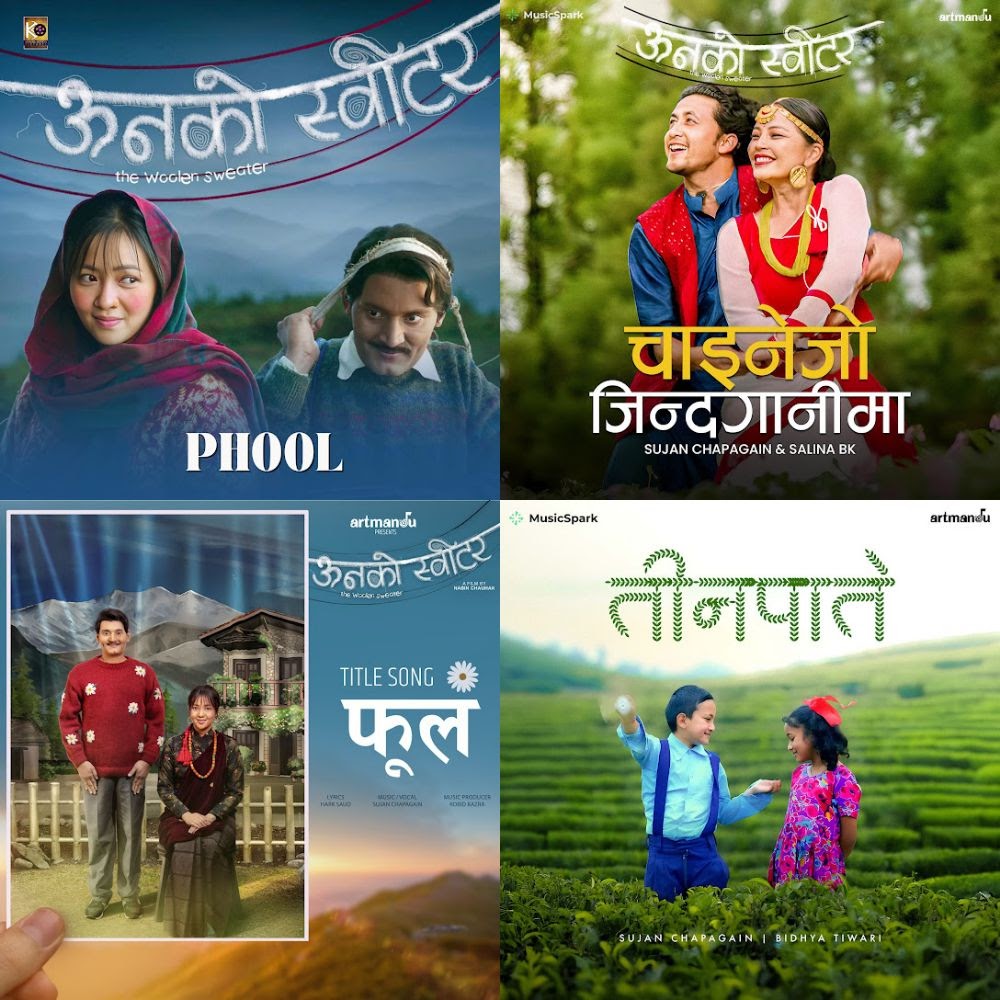 ऊनको स्वीटर
the Woolen Sweater
PHOOL
MusicSpark
artmandu
ऊनको स्वीटर
the Woolen Sweater
चाइनेजो
जिन्दगानीमा
SUJAN CHAPAGAIN & SALINA BK
artmandu
PRESENTS
ऊनको स्वीटर
the Woolen Sweater
A FILM BY
NABIN CHAUHAN
TITLE SONG
फूल
LYRICS
HARK SAUD
MUSIC / VOCAL
SUJAN CHAPAGAIN
MUSIC PRODUCER
KOBID BAZRA
MusicSpark
artmandu
तीनपाते
SUJAN CHAPAGAIN | BIDHYA TIWARI